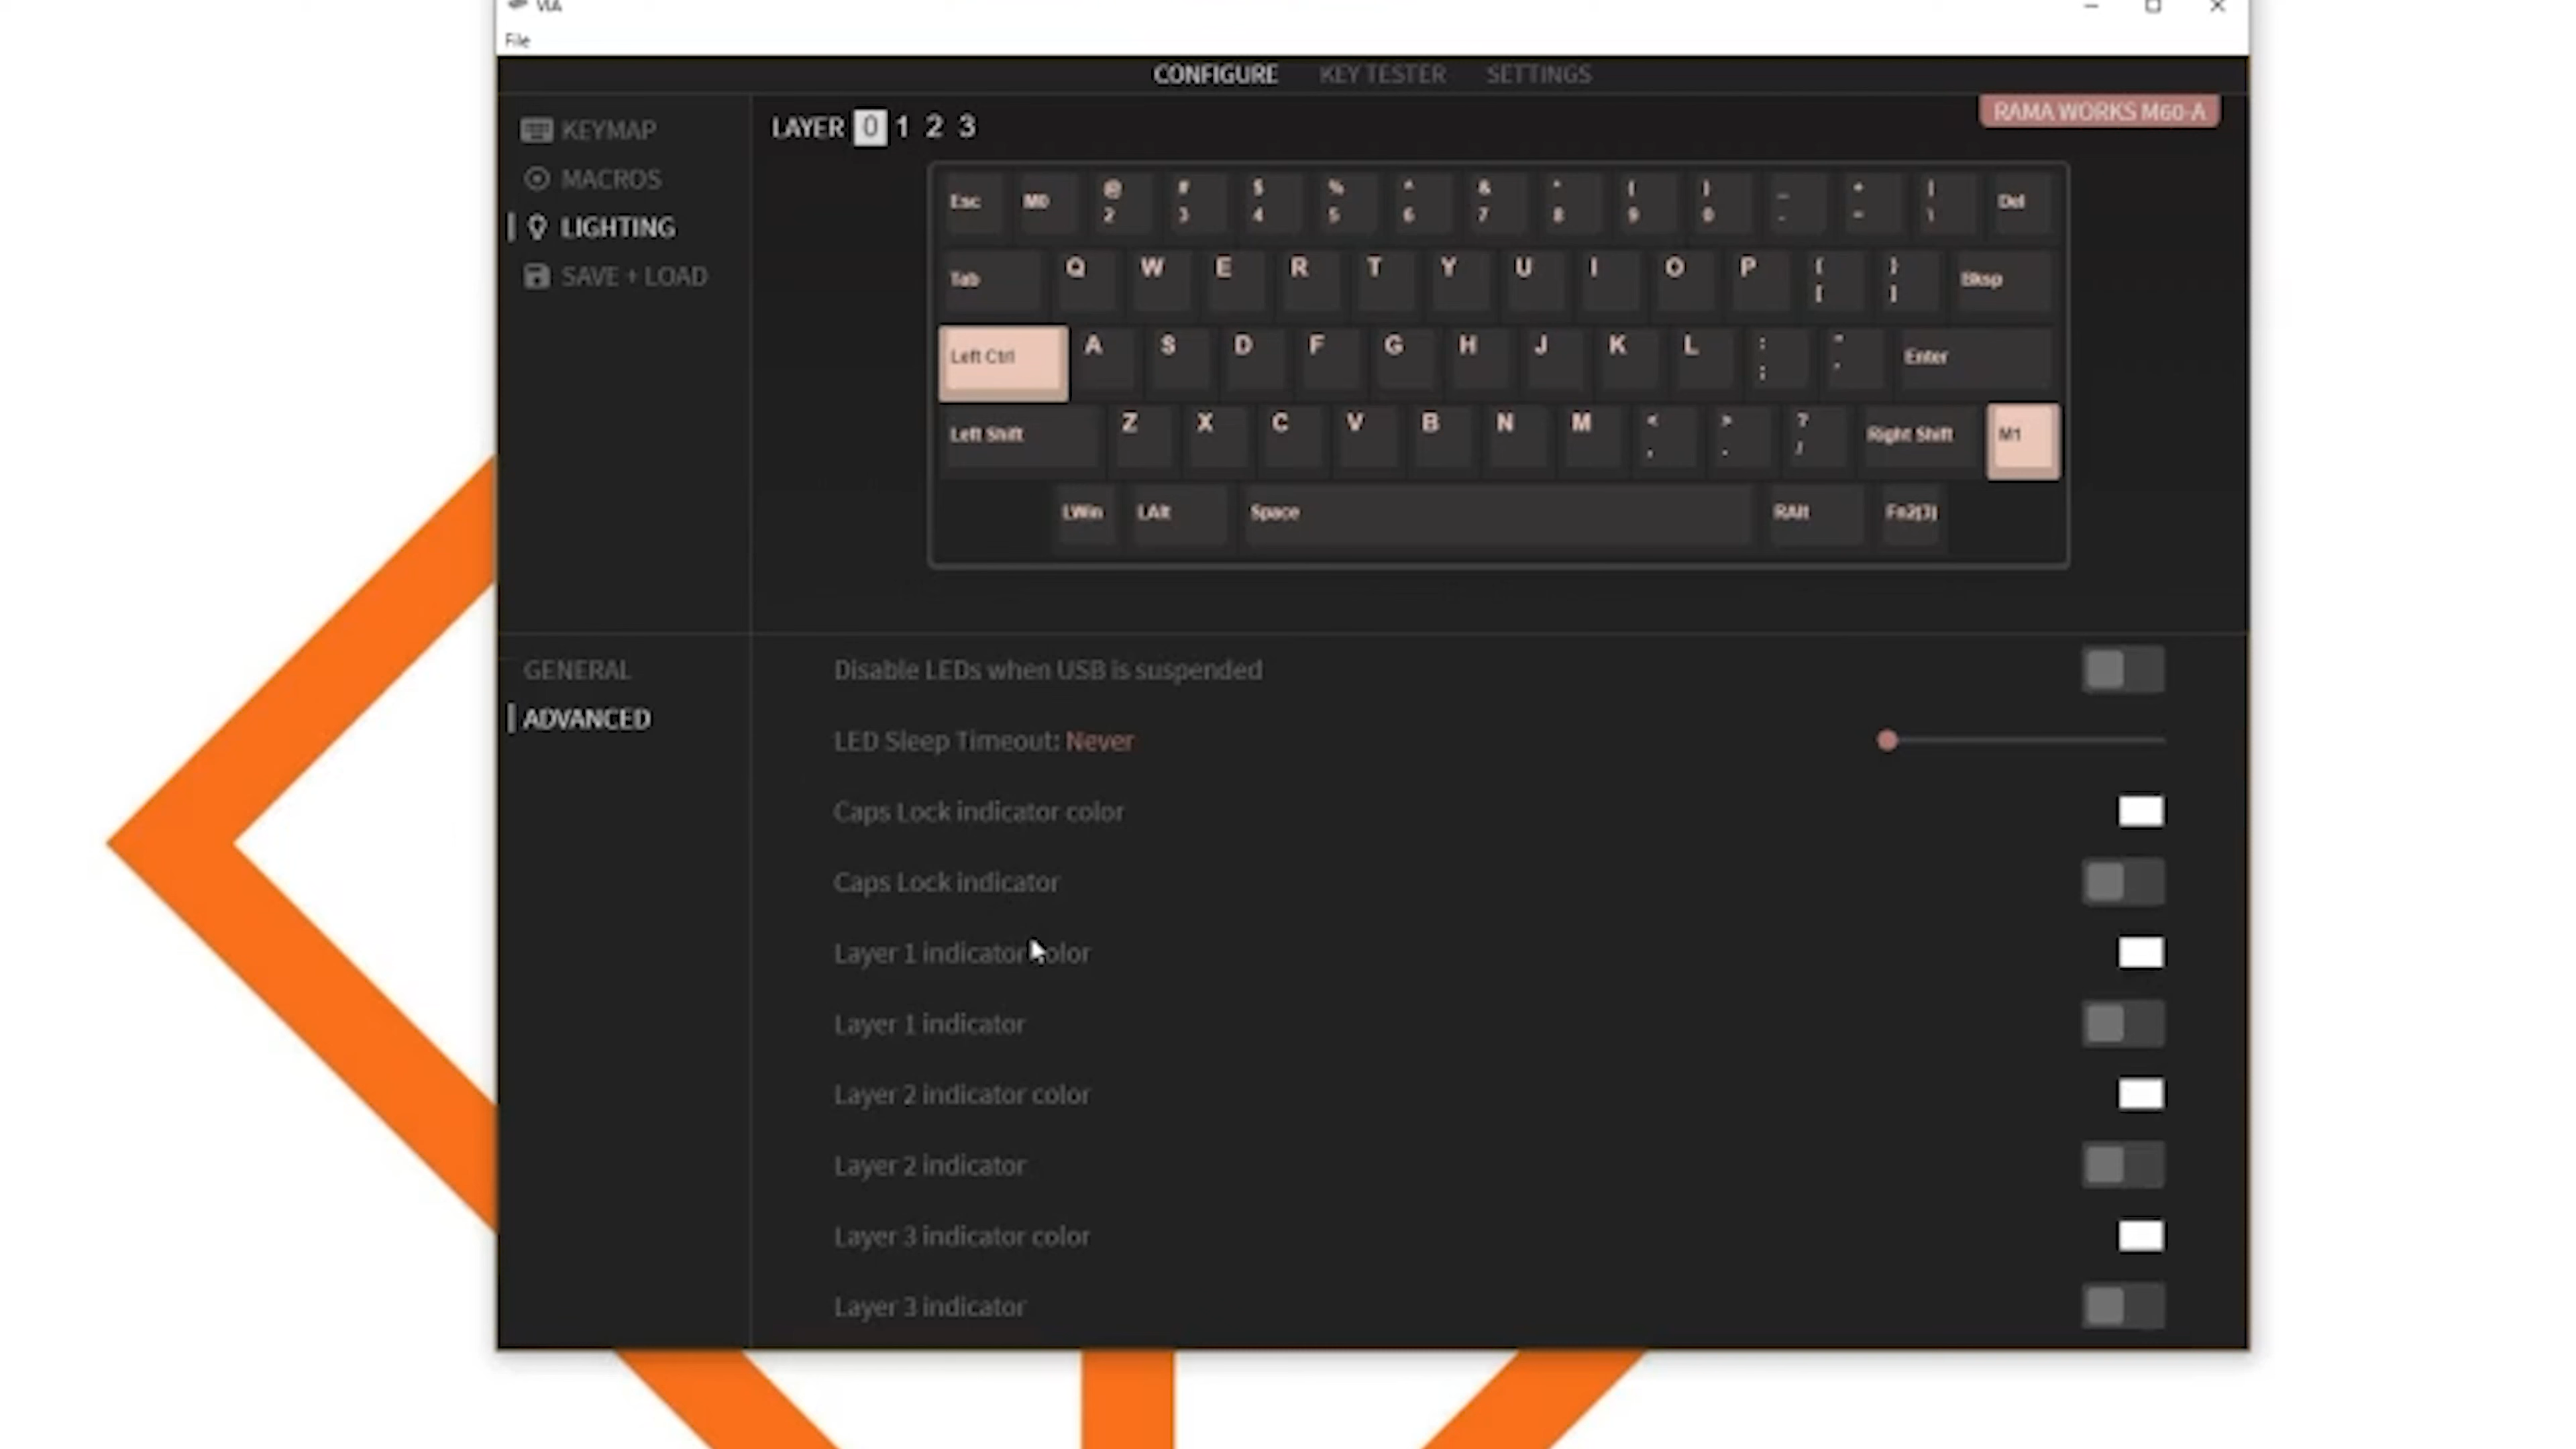 VIA
File
CONFIGURE KEY TESTER SETTINGS
KEYMAP
MACROS
LIGHTING
SAVE + LOAD
LAYER 0 1 2 3
RAMA WORKS M60-A
Esc M0 @ # $ % ^ & * ( ) _ + | Del
2 3 4 5 6 7 8 9 0 - = \
Tab Q W E R T Y U I O P { } Bksp
[ ]
Left Ctrl A S D F G H J K L : " Enter
; '
Left Shift Z X C V B N M < > ? Right Shift M1
, . /
LWin LAlt Space RAlt Fn2(3)
GENERAL
ADVANCED
Disable LEDs when USB is suspended
LED Sleep Timeout: Never
Caps Lock indicator color
Caps Lock indicator
Layer 1 indicator color
Layer 1 indicator
Layer 2 indicator color
Layer 2 indicator
Layer 3 indicator color
Layer 3 indicator